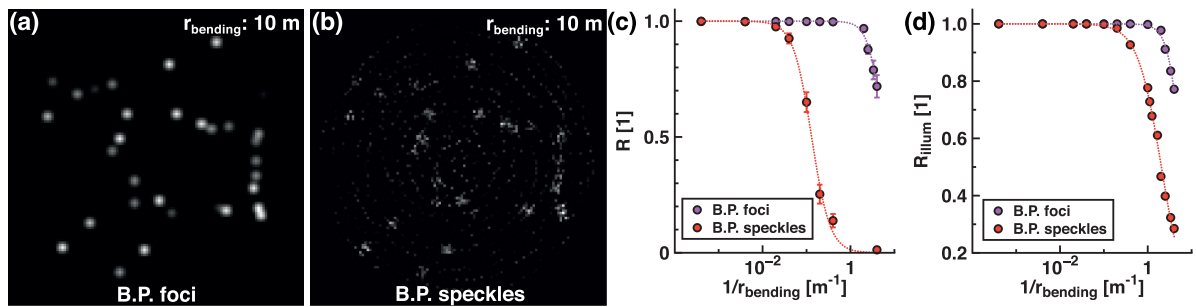 (a)
r_bending: 10 m
B.P. foci
(b)
r_bending: 10 m
B.P. speckles
(c)
1
0.5
0
R [1]
B.P. foci
B.P. speckles
10⁻² 1
1/r_bending [m⁻¹]
(d)
1
0.8
0.6
0.4
0.2
R_illum [1]
B.P. foci
B.P. speckles
10⁻² 1
1/r_bending [m⁻¹]